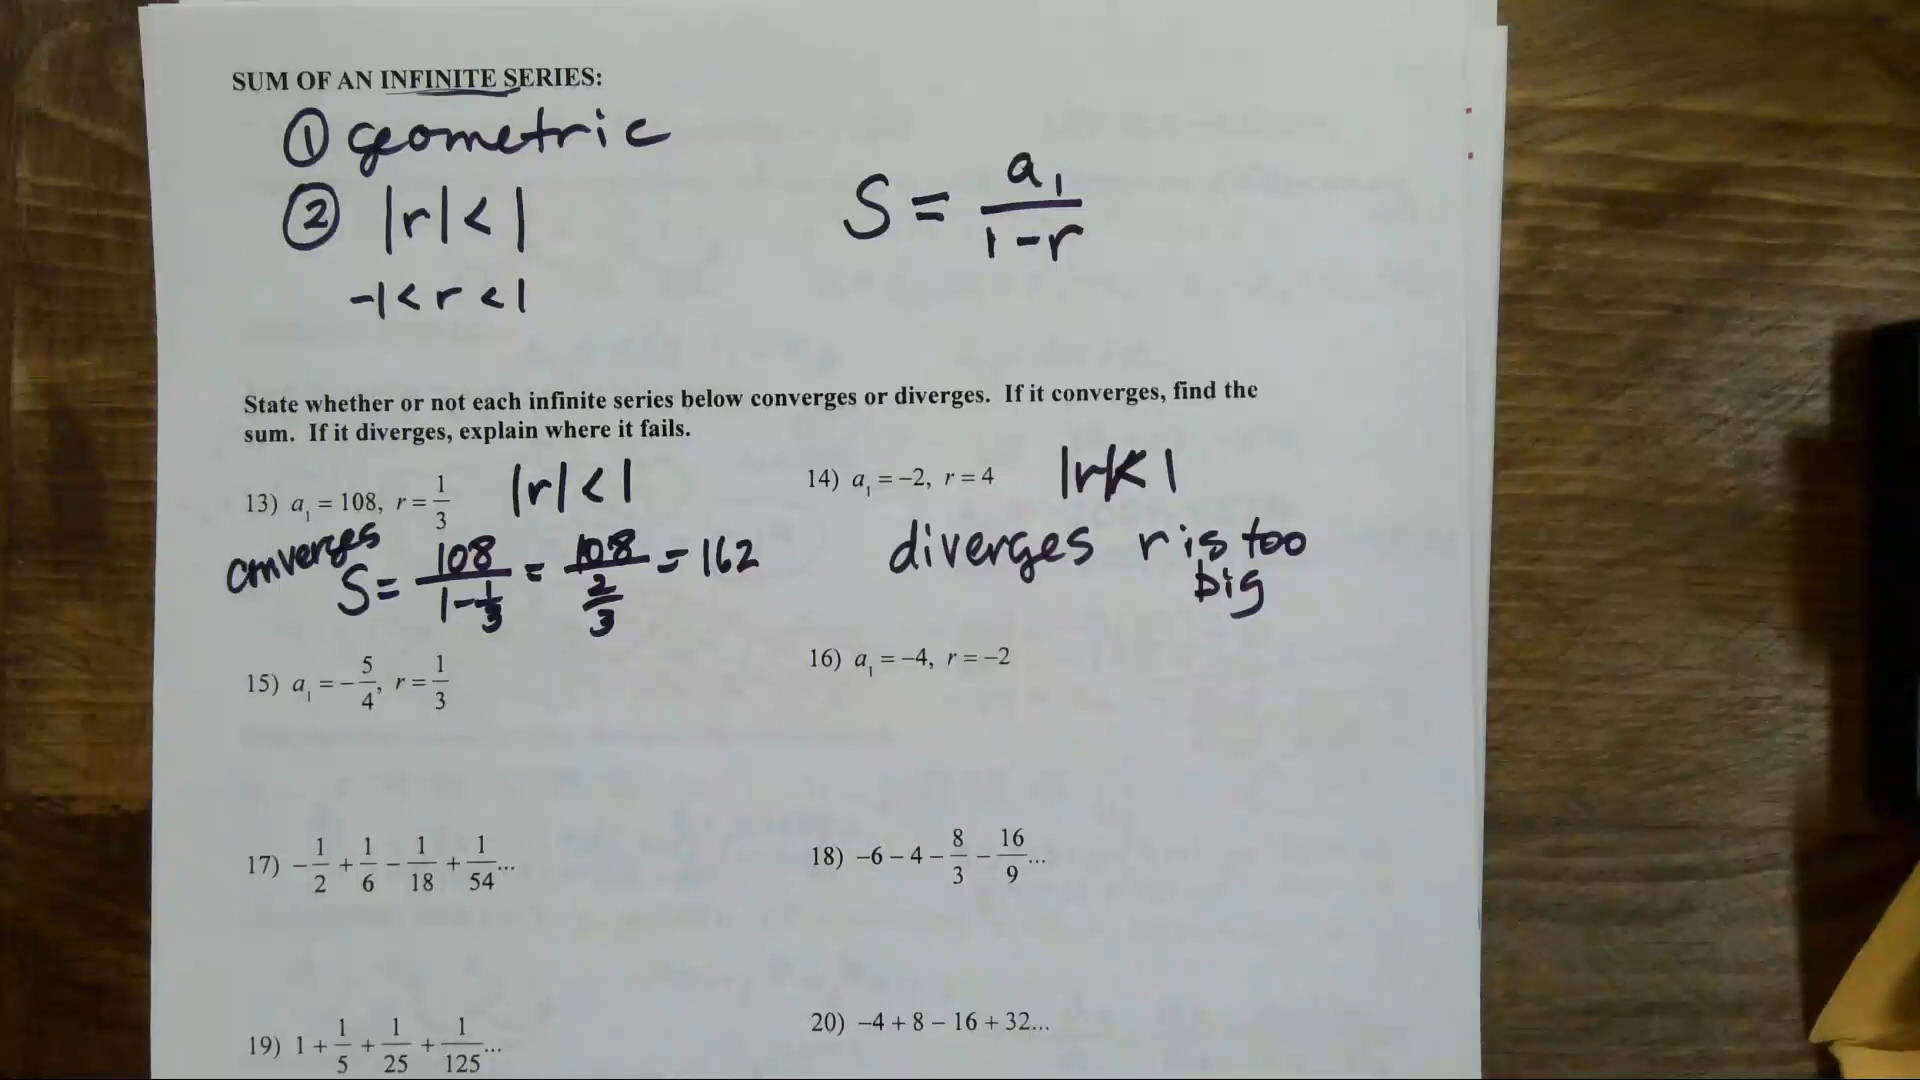 SUM OF AN INFINITE SERIES:
① geometric
② |r| < 1
-1 < r < 1
S = a₁/(1-r)
State whether or not each infinite series below converges or diverges. If it converges, find the
sum. If it diverges, explain where it fails.
13) a₁ = 108, r = 1/3
|r| < 1
converges
S = 108/(1-1/3) = 108/(2/3) = 162
14) a₁ = –2, r = 4
|r| ≮ 1
diverges r is too
big
15) a₁ = –5/4, r = 1/3
16) a₁ = –4, r = –2
17) –1/2 + 1/6 – 1/18 + 1/54...
18) –6 – 4 – 8/3 – 16/9...
19) 1 + 1/5 + 1/25 + 1/125...
20) –4 + 8 – 16 + 32...